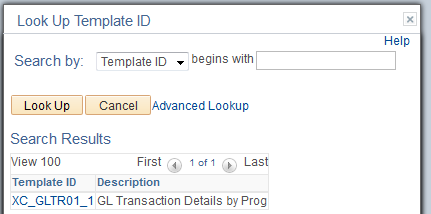 Look Up Template ID
Help
Search by: Template ID begins with
Look Up Cancel Advanced Lookup
Search Results
View 100 First 1 of 1 Last
Template ID Description
XC_GLTR01_1 GL Transaction Details by Prog